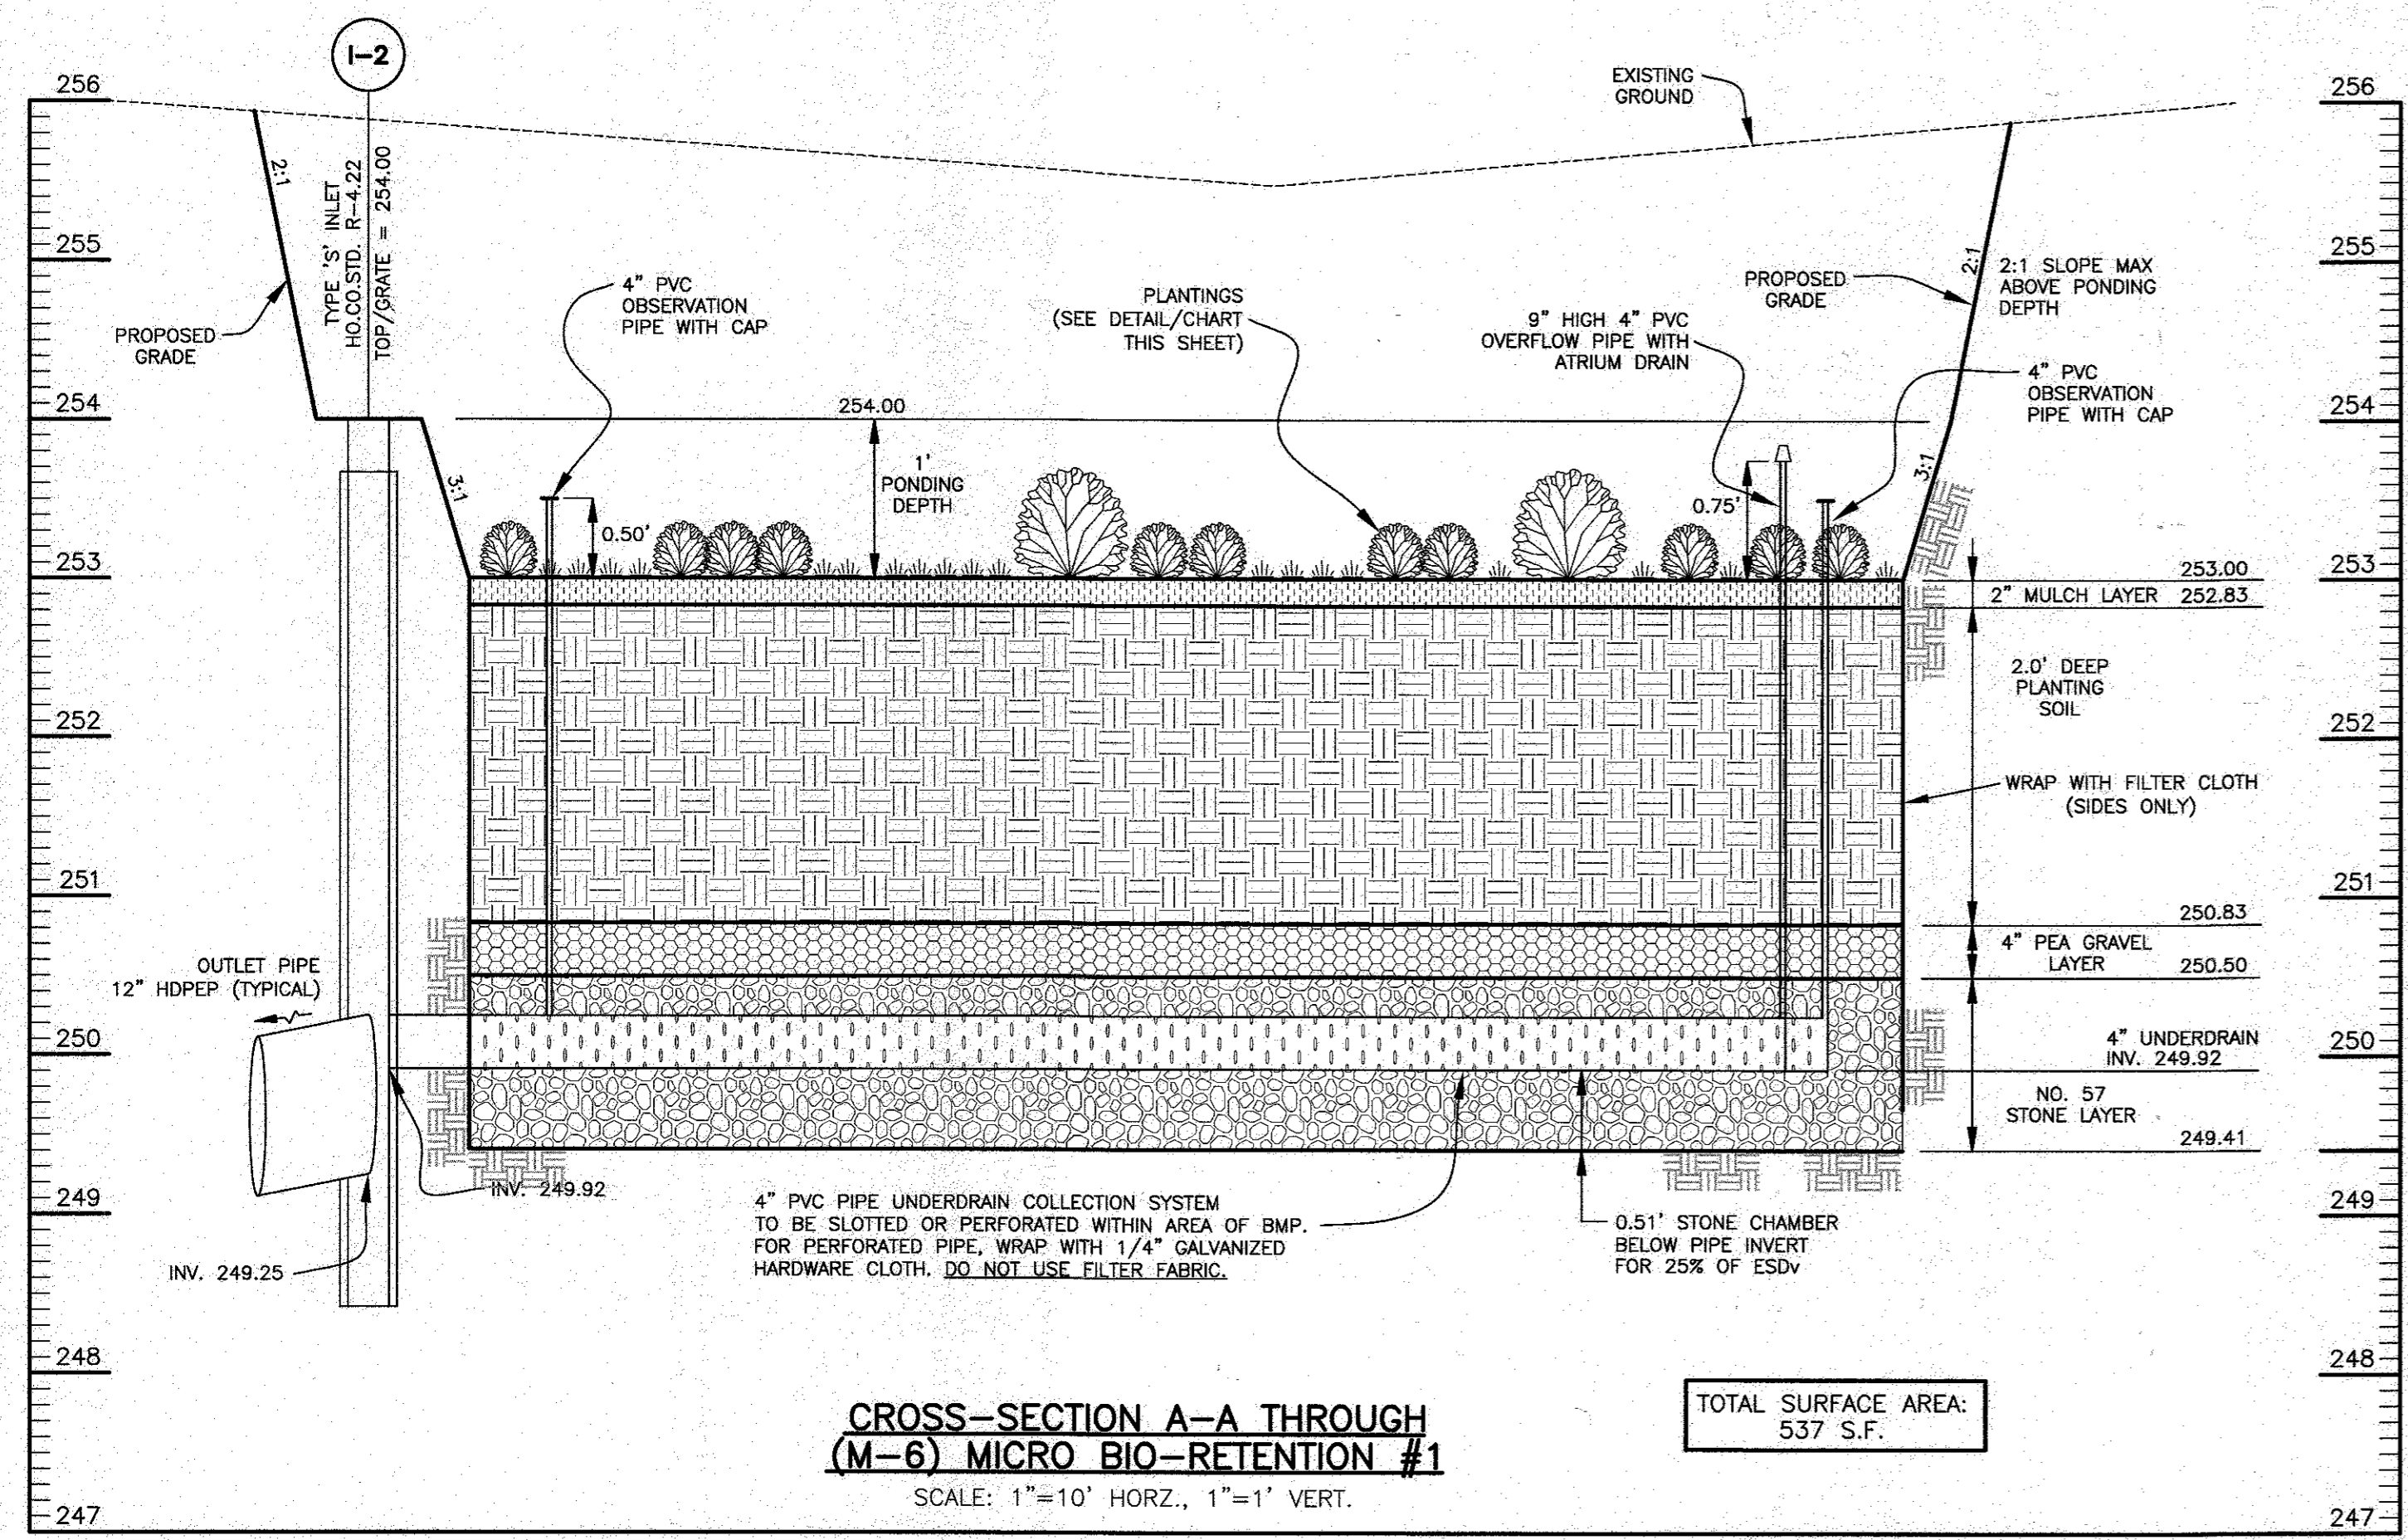 I-2
256
255
254
253
252
251
250
249
248
247
2:1
TYPE 'S' INLET
HO.CO.STD. R-4.22
TOP/GRATE = 254.00
PROPOSED
GRADE
3:1
4" PVC
OBSERVATION
PIPE WITH CAP
0.50'
254.00
1'
PONDING
DEPTH
PLANTINGS
(SEE DETAIL/CHART
THIS SHEET)
EXISTING
GROUND
9" HIGH 4" PVC
OVERFLOW PIPE WITH
ATRIUM DRAIN
0.75'
PROPOSED
GRADE
2:1
2:1 SLOPE MAX
ABOVE PONDING
DEPTH
4" PVC
OBSERVATION
PIPE WITH CAP
3:1
253.00
2" MULCH LAYER 252.83
2.0' DEEP
PLANTING
SOIL
WRAP WITH FILTER CLOTH
(SIDES ONLY)
250.83
4" PEA GRAVEL
LAYER 250.50
4" UNDERDRAIN
INV. 249.92
NO. 57
STONE LAYER
249.41
256
255
254
253
252
251
250
249
248
247
OUTLET PIPE
12" HDPEP (TYPICAL)
INV. 249.92
INV. 249.25
4" PVC PIPE UNDERDRAIN COLLECTION SYSTEM
TO BE SLOTTED OR PERFORATED WITHIN AREA OF BMP.
FOR PERFORATED PIPE, WRAP WITH 1/4" GALVANIZED
HARDWARE CLOTH. DO NOT USE FILTER FABRIC.
0.51' STONE CHAMBER
BELOW PIPE INVERT
FOR 25% OF ESDv
CROSS-SECTION A-A THROUGH
(M-6) MICRO BIO-RETENTION #1
SCALE: 1"=10' HORZ., 1"=1' VERT.
TOTAL SURFACE AREA:
537 S.F.